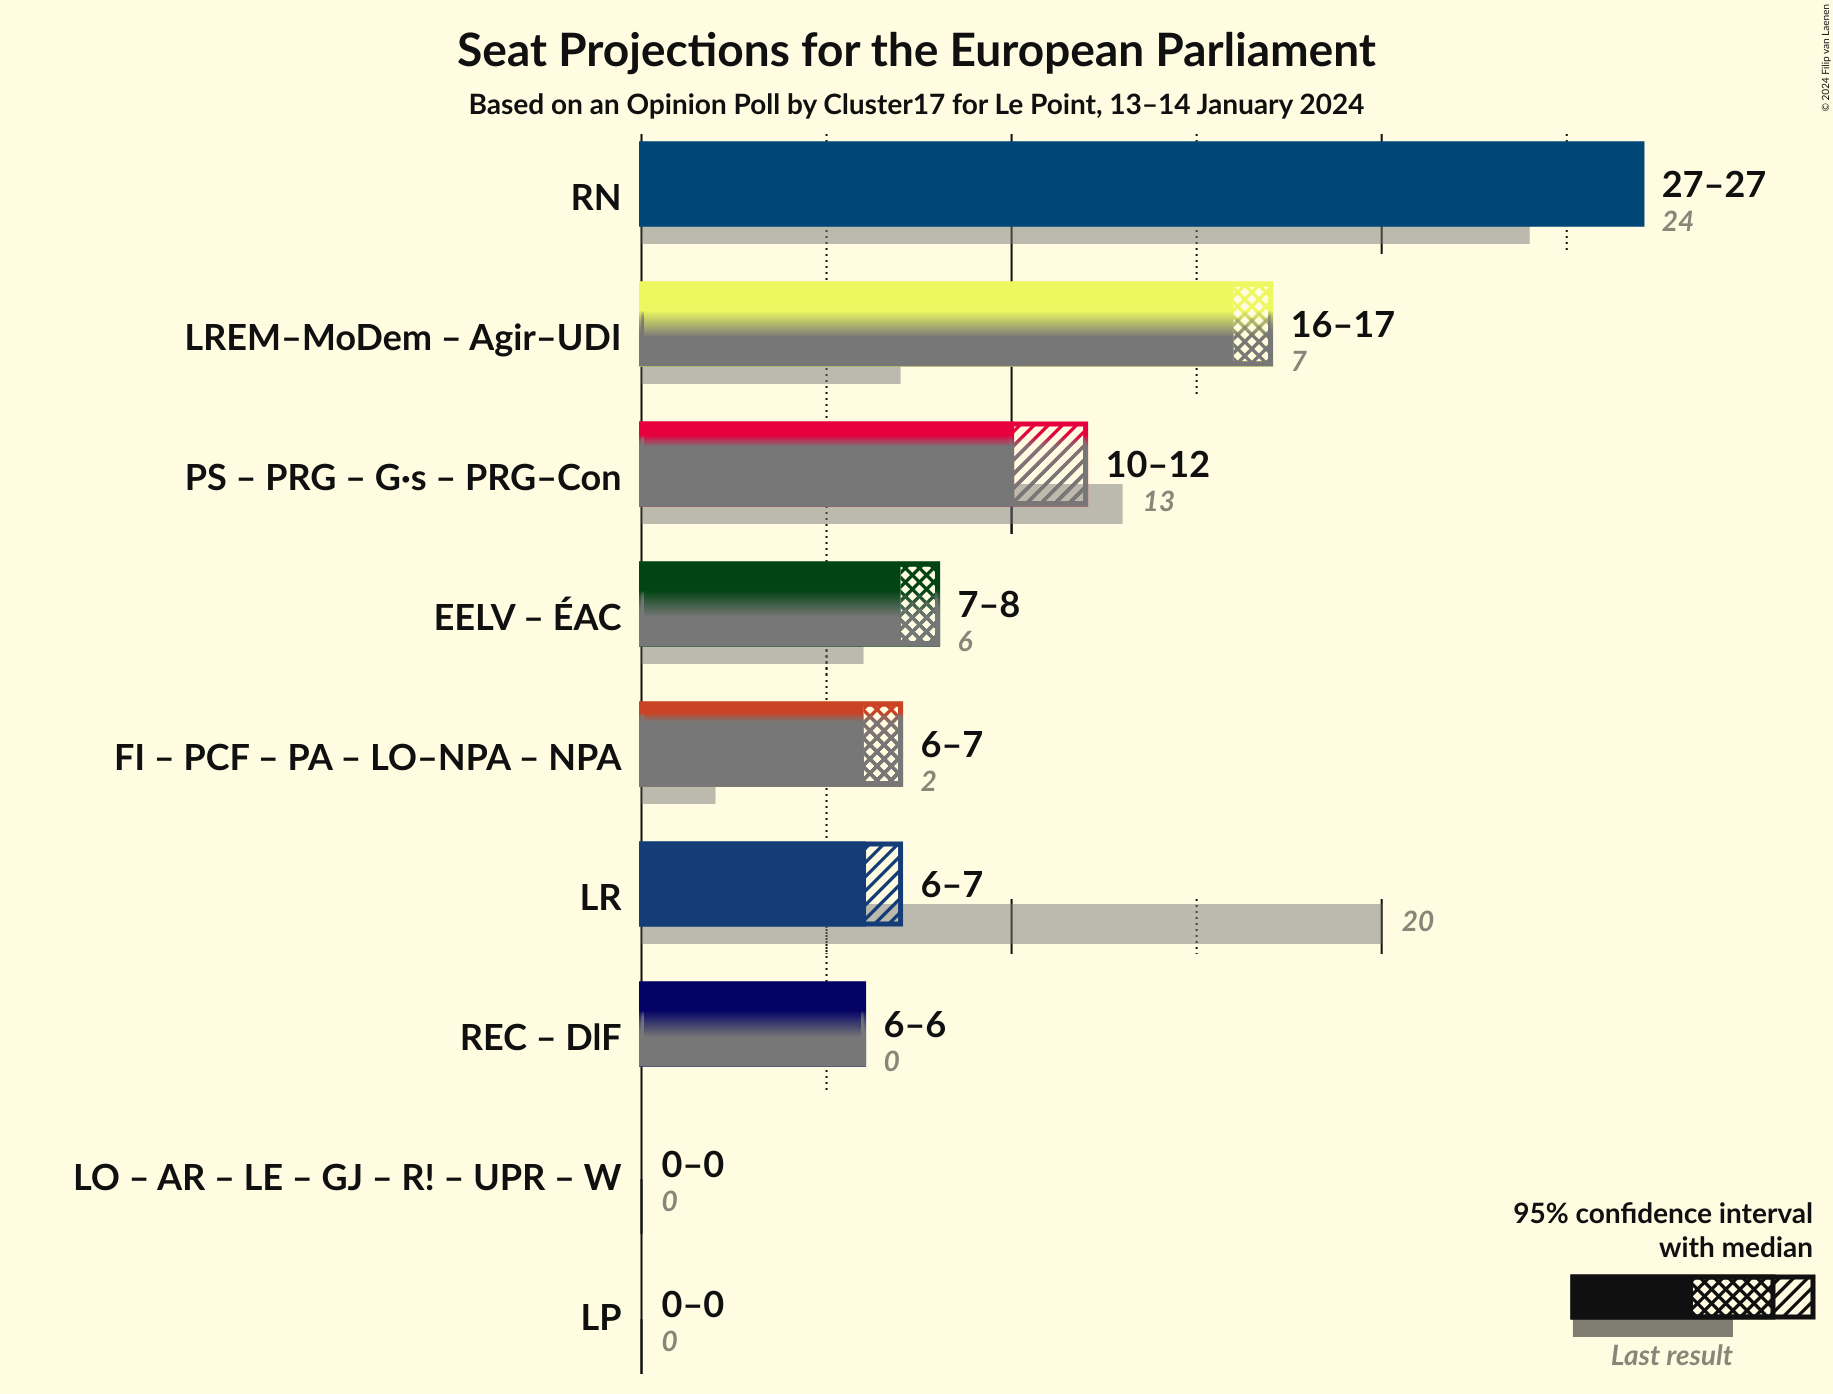 Seat Projections for the European Parliament
Based on an Opinion Poll by Cluster17 for Le Point, 13–14 January 2024
© 2024 Filip van Laenen
RN
27–27
24
LREM–MoDem – Agir–UDI
16–17
7
PS – PRG – G·s – PRG–Con
10–12
13
EELV – ÉAC
7–8
6
FI – PCF – PA – LO–NPA – NPA
6–7
2
LR
6–7
20
REC – DlF
6–6
0
LO – AR – LE – GJ – R! – UPR – W
0–0
0
LP
0–0
0
95% confidence interval
with median
Last result